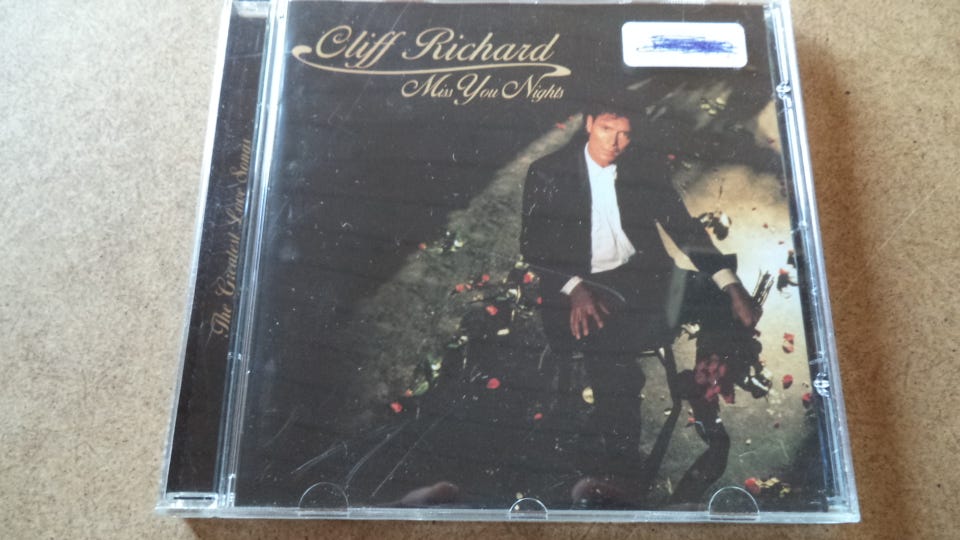 Cliff Richard
Miss You Nights
The Greatest Love Songs